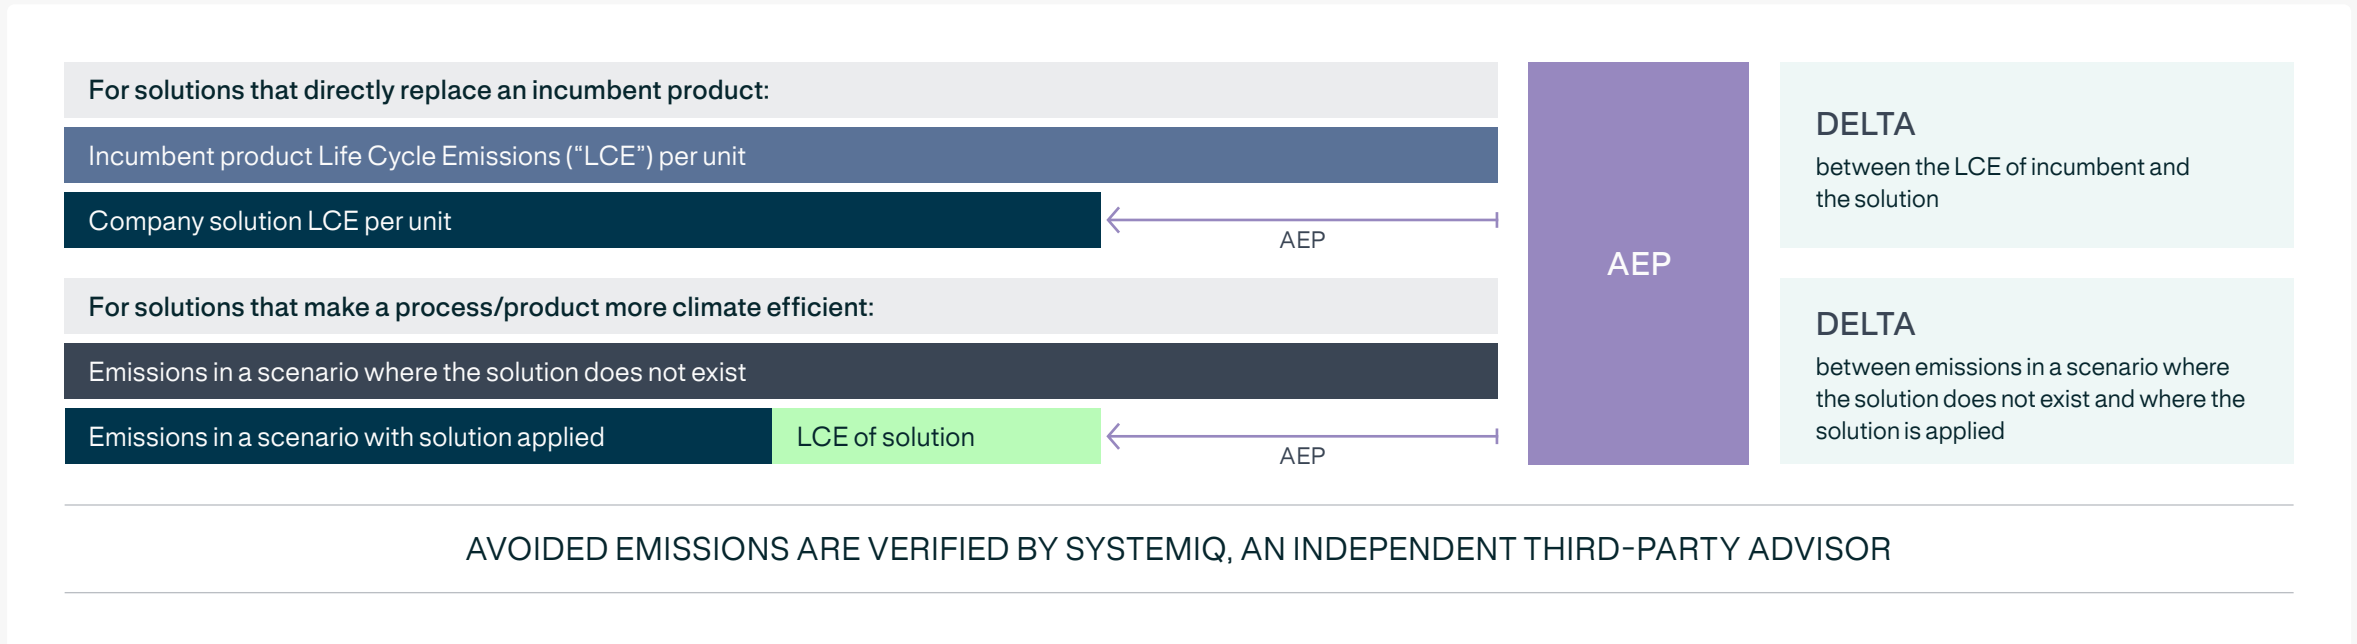 For solutions that directly replace an incumbent product:
Incumbent product Life Cycle Emissions (“LCE”) per unit
Company solution LCE per unit
AEP
For solutions that make a process/product more climate efficient:
Emissions in a scenario where the solution does not exist
Emissions in a scenario with solution applied
LCE of solution
AEP
AEP
DELTA
between the LCE of incumbent and
the solution
DELTA
between emissions in a scenario where
the solution does not exist and where the
solution is applied
AVOIDED EMISSIONS ARE VERIFIED BY SYSTEMIQ, AN INDEPENDENT THIRD-PARTY ADVISOR